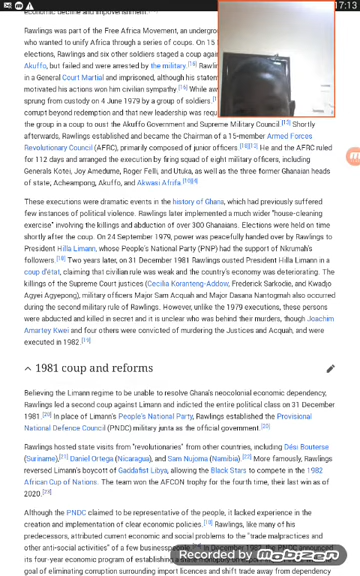 17:13
economic decline and impoverishment.
Rawlings was part of the Free Africa Movement, an underground
who wanted to unify Africa through a series of coups. On 15
elections, Rawlings and six other soldiers staged a coup
Akuffo, but failed and were arrested by the military.
in a General Court Martial and imprisoned, although his
motivated his actions won him civilian sympathy.[16] While
sprung from custody on 4 June 1979 by a group of soldiers.
corrupt beyond redemption and that new leadership was
the group in a coup to oust the Akuffo Government and Supreme Military Council.[15] Shortly
afterwards, Rawlings established and became the Chairman of a 15-member Armed Forces
Revolutionary Council (AFRC), primarily composed of junior officers. He and the AFRC ruled
for 112 days and arranged the execution by firing squad of eight military officers, including
Generals Kotei, Joy Amedume, Roger Felli, and Utuka, as well as the three former Ghanaian heads
of state; Acheampong, Akuffo, and Akwasi Afrifa.
These executions were dramatic events in the history of Ghana, which had previously suffered
few instances of political violence. Rawlings later implemented a much wider "house-cleaning
exercise" involving the killings and abduction of over 300 Ghanaians. Elections were held on time
shortly after the coup. On 24 September 1979, power was peacefully handed over by Rawlings to
President Hilla Limann, whose People's National Party (PNP) had the support of Nkrumah's
followers. Two years later, on 31 December 1981 Rawlings ousted President Hilla Limann in a
coup d'état, claiming that civilian rule was weak and the country's economy was deteriorating. The
killings of the Supreme Court justices (Cecilia Koranteng-Addow, Frederick Sarkodie, and Kwadjo
Agyei Agyepong), military officers Major Sam Acquah and Major Dasana Nantogmah also occurred
during the second military rule of Rawlings. However, unlike the 1979 executions, these persons
were abducted and killed in secret and it is unclear who was behind their murders, though Joachim
Amartey Kwei and four others were convicted of murdering the Justices and Acquah, and were
executed in 1982.[19]
1981 coup and reforms
Believing the Limann regime to be unable to resolve Ghana's neocolonial economic dependency,
Rawlings led a second coup against Limann and indicted the entire political class on 31 December
1981.[20] In place of Limann's People's National Party, Rawlings established the Provisional
National Defence Council (PNDC) military junta as the official government.[20]
Rawlings hosted state visits from "revolutionaries" from other countries, including Dési Bouterse
(Suriname),[21] Daniel Ortega (Nicaragua), and Sam Nujoma (Namibia).[22] More famously, Rawlings
reversed Limann's boycott of Gaddafist Libya, allowing the Black Stars to compete in the 1982
African Cup of Nations. The team won the AFCON trophy for the fourth time, their last win as of
2020.
Although the PNDC claimed to be representative of the people, it lacked experience in the
creation and implementation of clear economic policies. Rawlings, like many of his
predecessors, attributed current economic and social problems to the "trade malpractices and
other anti-social activities" of a few businesspeople. In December 1982, the PNDC announced
its four-year economic program of establishing a
goal of eliminating corruption surrounding import licences and shift trade away from dependency
Recorded by mobizen